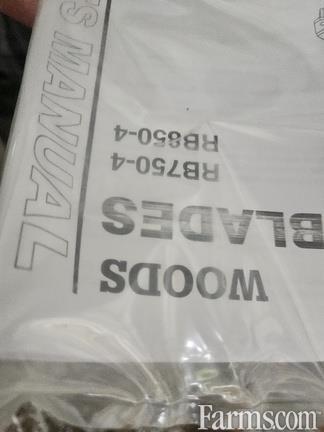 WOODS
BLADES
RB750-4
RB850-4
'S MANUAL
Farms.com